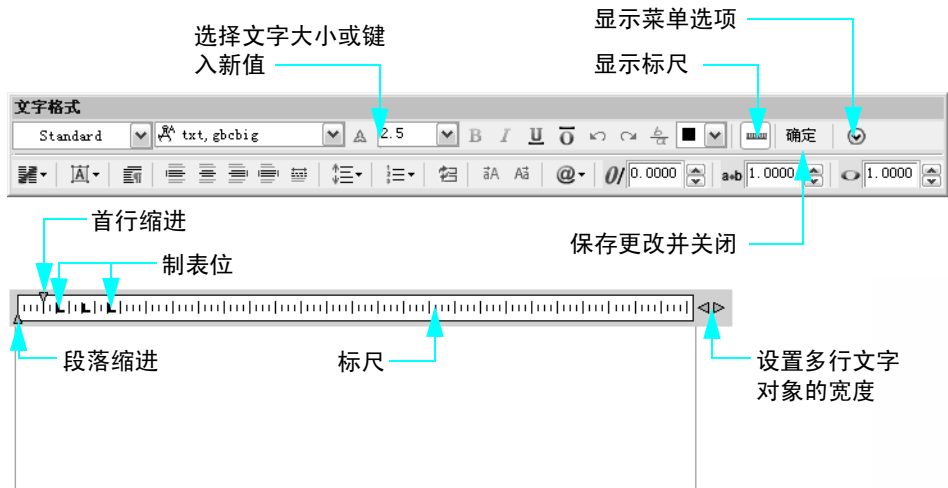 显示菜单选项
选择文字大小或键
入新值
显示标尺
文字格式
Standard txt, gbcbig 2.5 B I U O 确定
@ 0/ 0.0000 a•b 1.0000 1.0000
首行缩进
保存更改并关闭
制表位
段落缩进
标尺
设置多行文字
对象的宽度